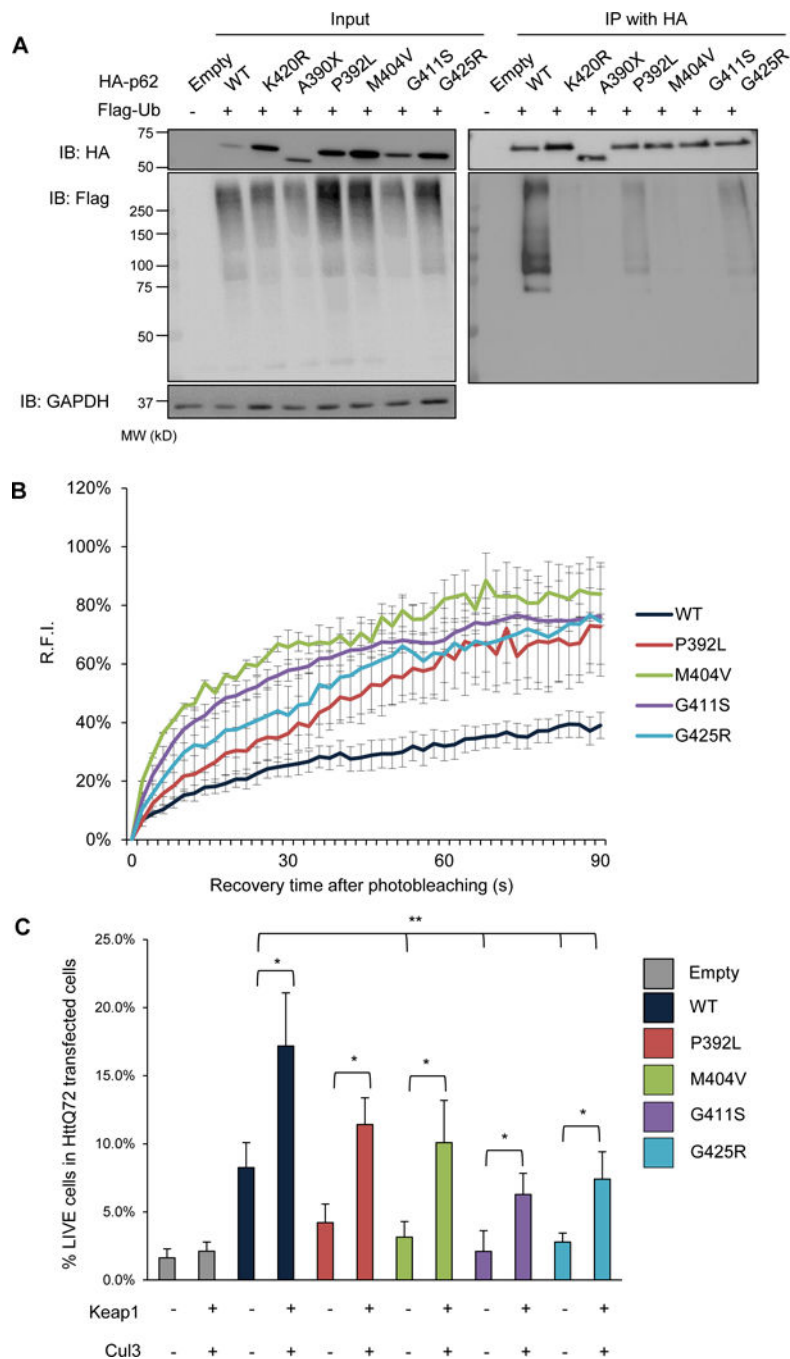 A
Input
IP with HA
HA-p62
Empty
WT
K420R
A390X
P392L
M404V
G411S
G425R
Empty
WT
K420R
A390X
P392L
M404V
G411S
G425R
Flag-Ub
- + + + + + + +
- + + + + + + +
IB: HA
75
50
IB: Flag
250
150
100
75
50
IB: GAPDH
37
MW (kD)
B
R.F.I.
120%
100%
80%
60%
40%
20%
0%
0
30
60
90
Recovery time after photobleaching (s)
WT
P392L
M404V
G411S
G425R
C
% LIVE cells in HttQ72 transfected cells
25.0%
20.0%
15.0%
10.0%
5.0%
0.0%
**
*
*
*
*
*
Empty
WT
P392L
M404V
G411S
G425R
Keap1 - + - + - + - + - + - +
Cul3 - + - + - + - + - + - +